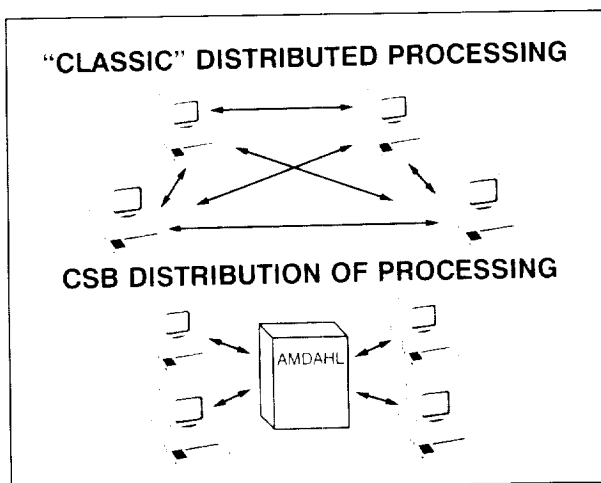 “CLASSIC” DISTRIBUTED PROCESSING
CSB DISTRIBUTION OF PROCESSING
AMDAHL